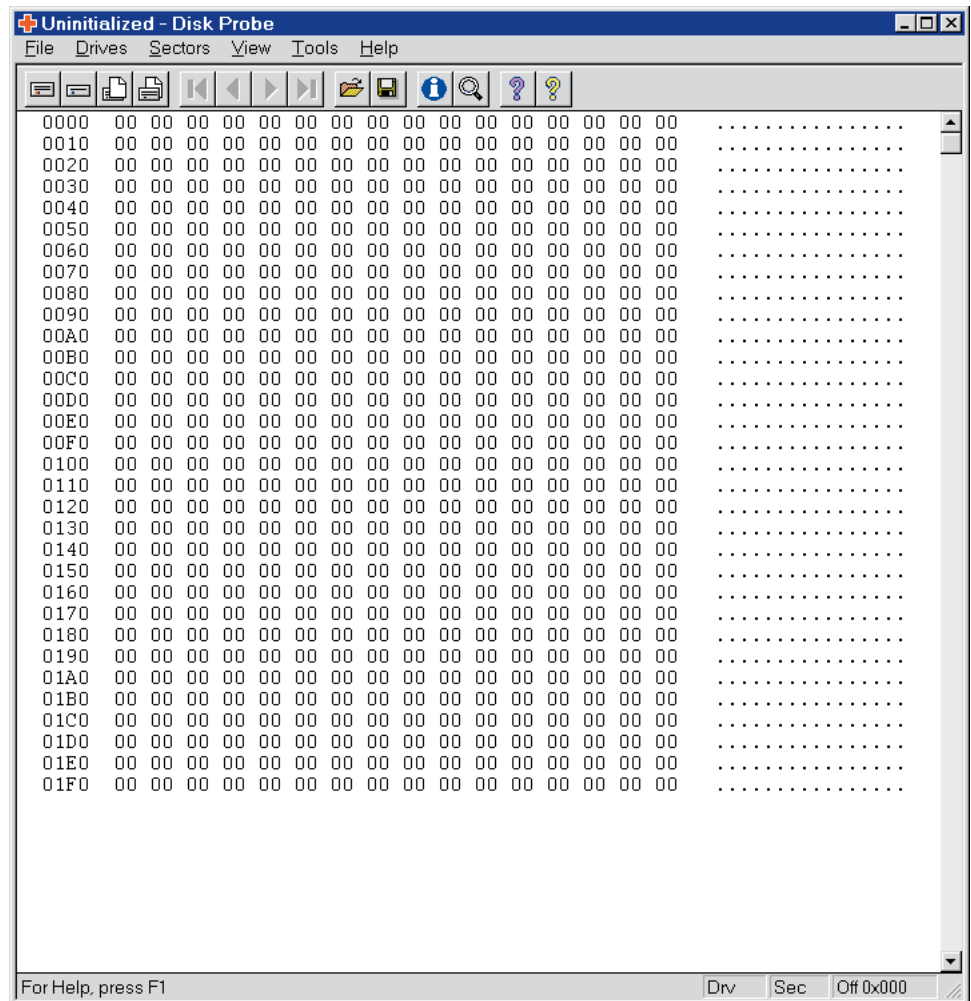 Uninitialized - Disk Probe
File Drives Sectors View Tools Help
0000 00 00 00 00 00 00 00 00 00 00 00 00 00 00 00 00 ................
0010 00 00 00 00 00 00 00 00 00 00 00 00 00 00 00 00 ................
0020 00 00 00 00 00 00 00 00 00 00 00 00 00 00 00 00 ................
0030 00 00 00 00 00 00 00 00 00 00 00 00 00 00 00 00 ................
0040 00 00 00 00 00 00 00 00 00 00 00 00 00 00 00 00 ................
0050 00 00 00 00 00 00 00 00 00 00 00 00 00 00 00 00 ................
0060 00 00 00 00 00 00 00 00 00 00 00 00 00 00 00 00 ................
0070 00 00 00 00 00 00 00 00 00 00 00 00 00 00 00 00 ................
0080 00 00 00 00 00 00 00 00 00 00 00 00 00 00 00 00 ................
0090 00 00 00 00 00 00 00 00 00 00 00 00 00 00 00 00 ................
00A0 00 00 00 00 00 00 00 00 00 00 00 00 00 00 00 00 ................
00B0 00 00 00 00 00 00 00 00 00 00 00 00 00 00 00 00 ................
00C0 00 00 00 00 00 00 00 00 00 00 00 00 00 00 00 00 ................
00D0 00 00 00 00 00 00 00 00 00 00 00 00 00 00 00 00 ................
00E0 00 00 00 00 00 00 00 00 00 00 00 00 00 00 00 00 ................
00F0 00 00 00 00 00 00 00 00 00 00 00 00 00 00 00 00 ................
0100 00 00 00 00 00 00 00 00 00 00 00 00 00 00 00 00 ................
0110 00 00 00 00 00 00 00 00 00 00 00 00 00 00 00 00 ................
0120 00 00 00 00 00 00 00 00 00 00 00 00 00 00 00 00 ................
0130 00 00 00 00 00 00 00 00 00 00 00 00 00 00 00 00 ................
0140 00 00 00 00 00 00 00 00 00 00 00 00 00 00 00 00 ................
0150 00 00 00 00 00 00 00 00 00 00 00 00 00 00 00 00 ................
0160 00 00 00 00 00 00 00 00 00 00 00 00 00 00 00 00 ................
0170 00 00 00 00 00 00 00 00 00 00 00 00 00 00 00 00 ................
0180 00 00 00 00 00 00 00 00 00 00 00 00 00 00 00 00 ................
0190 00 00 00 00 00 00 00 00 00 00 00 00 00 00 00 00 ................
01A0 00 00 00 00 00 00 00 00 00 00 00 00 00 00 00 00 ................
01B0 00 00 00 00 00 00 00 00 00 00 00 00 00 00 00 00 ................
01C0 00 00 00 00 00 00 00 00 00 00 00 00 00 00 00 00 ................
01D0 00 00 00 00 00 00 00 00 00 00 00 00 00 00 00 00 ................
01E0 00 00 00 00 00 00 00 00 00 00 00 00 00 00 00 00 ................
01F0 00 00 00 00 00 00 00 00 00 00 00 00 00 00 00 00 ................
For Help, press F1 Drv Sec Off 0x000